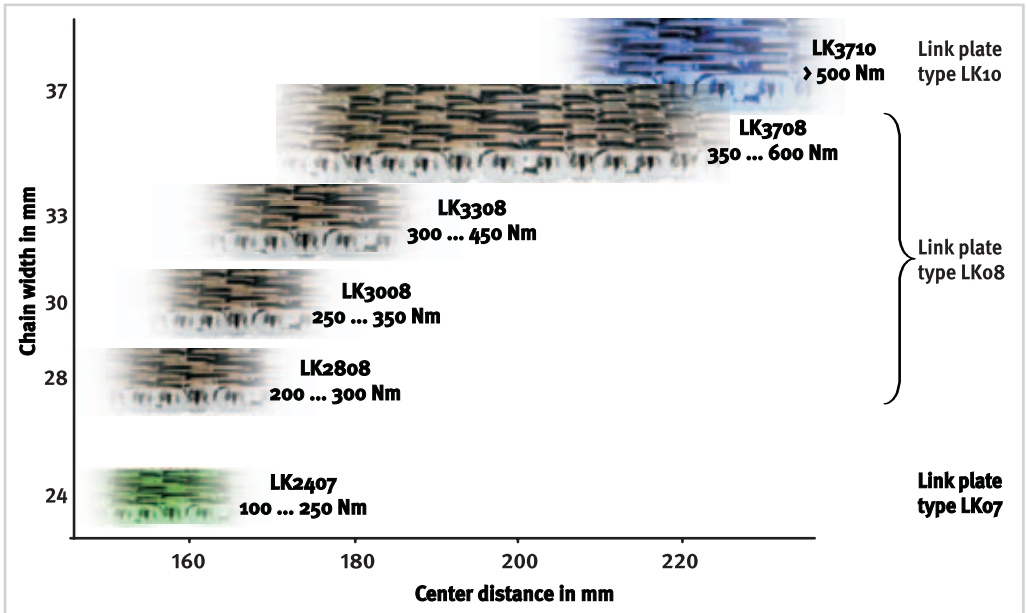 LK3710
> 500 Nm
Link plate
type LK10
37
LK3708
350 ... 600 Nm
33
LK3308
300 ... 450 Nm
Link plate
type LK08
30
LK3008
250 ... 350 Nm
28
LK2808
200 ... 300 Nm
24
LK2407
100 ... 250 Nm
Link plate
type LK07
Chain width in mm
160
180
200
220
Center distance in mm